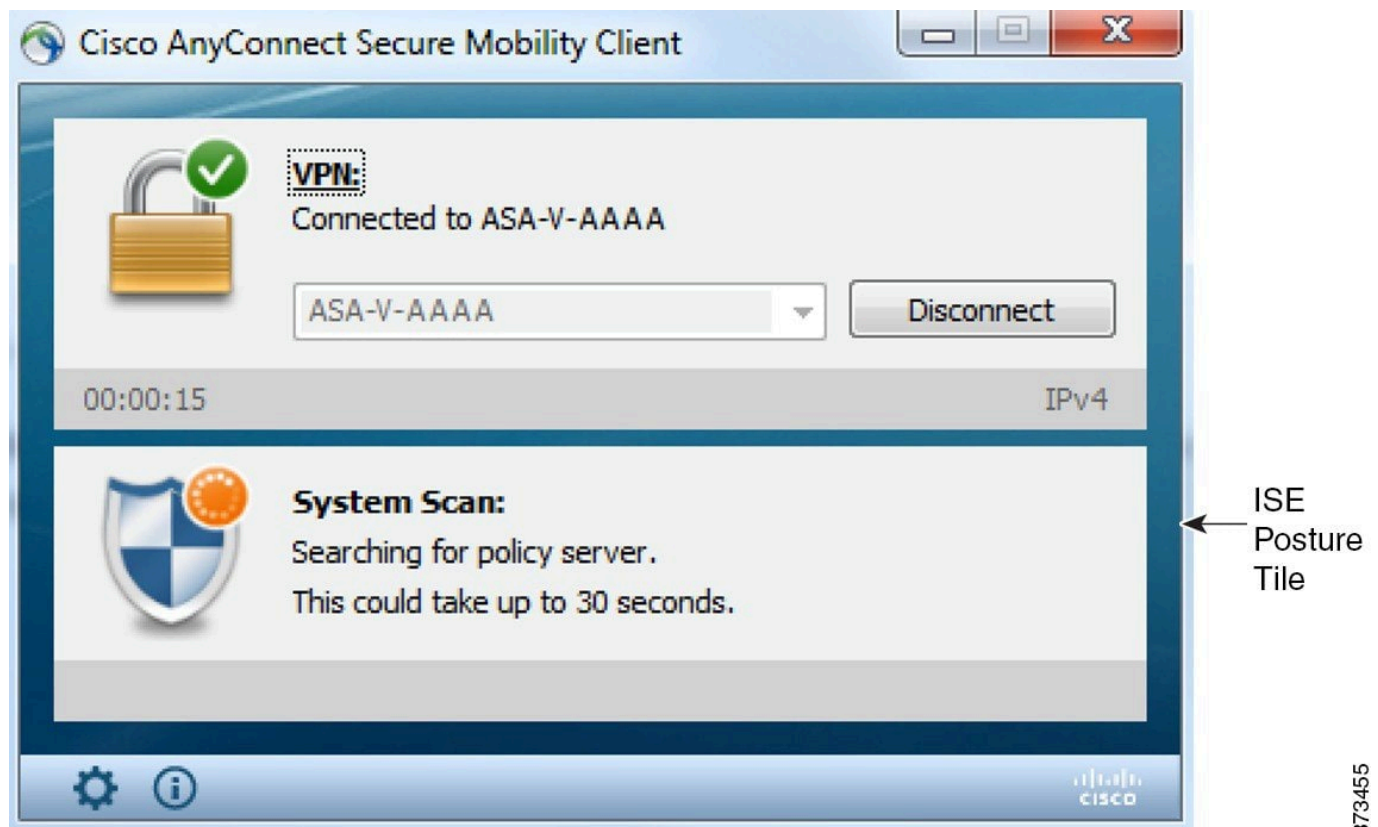 Cisco AnyConnect Secure Mobility Client
VPN:
Connected to ASA-V-AAAA
ASA-V-AAAA
Disconnect
00:00:15
IPv4
System Scan:
Searching for policy server.
This could take up to 30 seconds.
ISE
Posture
Tile
CISCO
373455